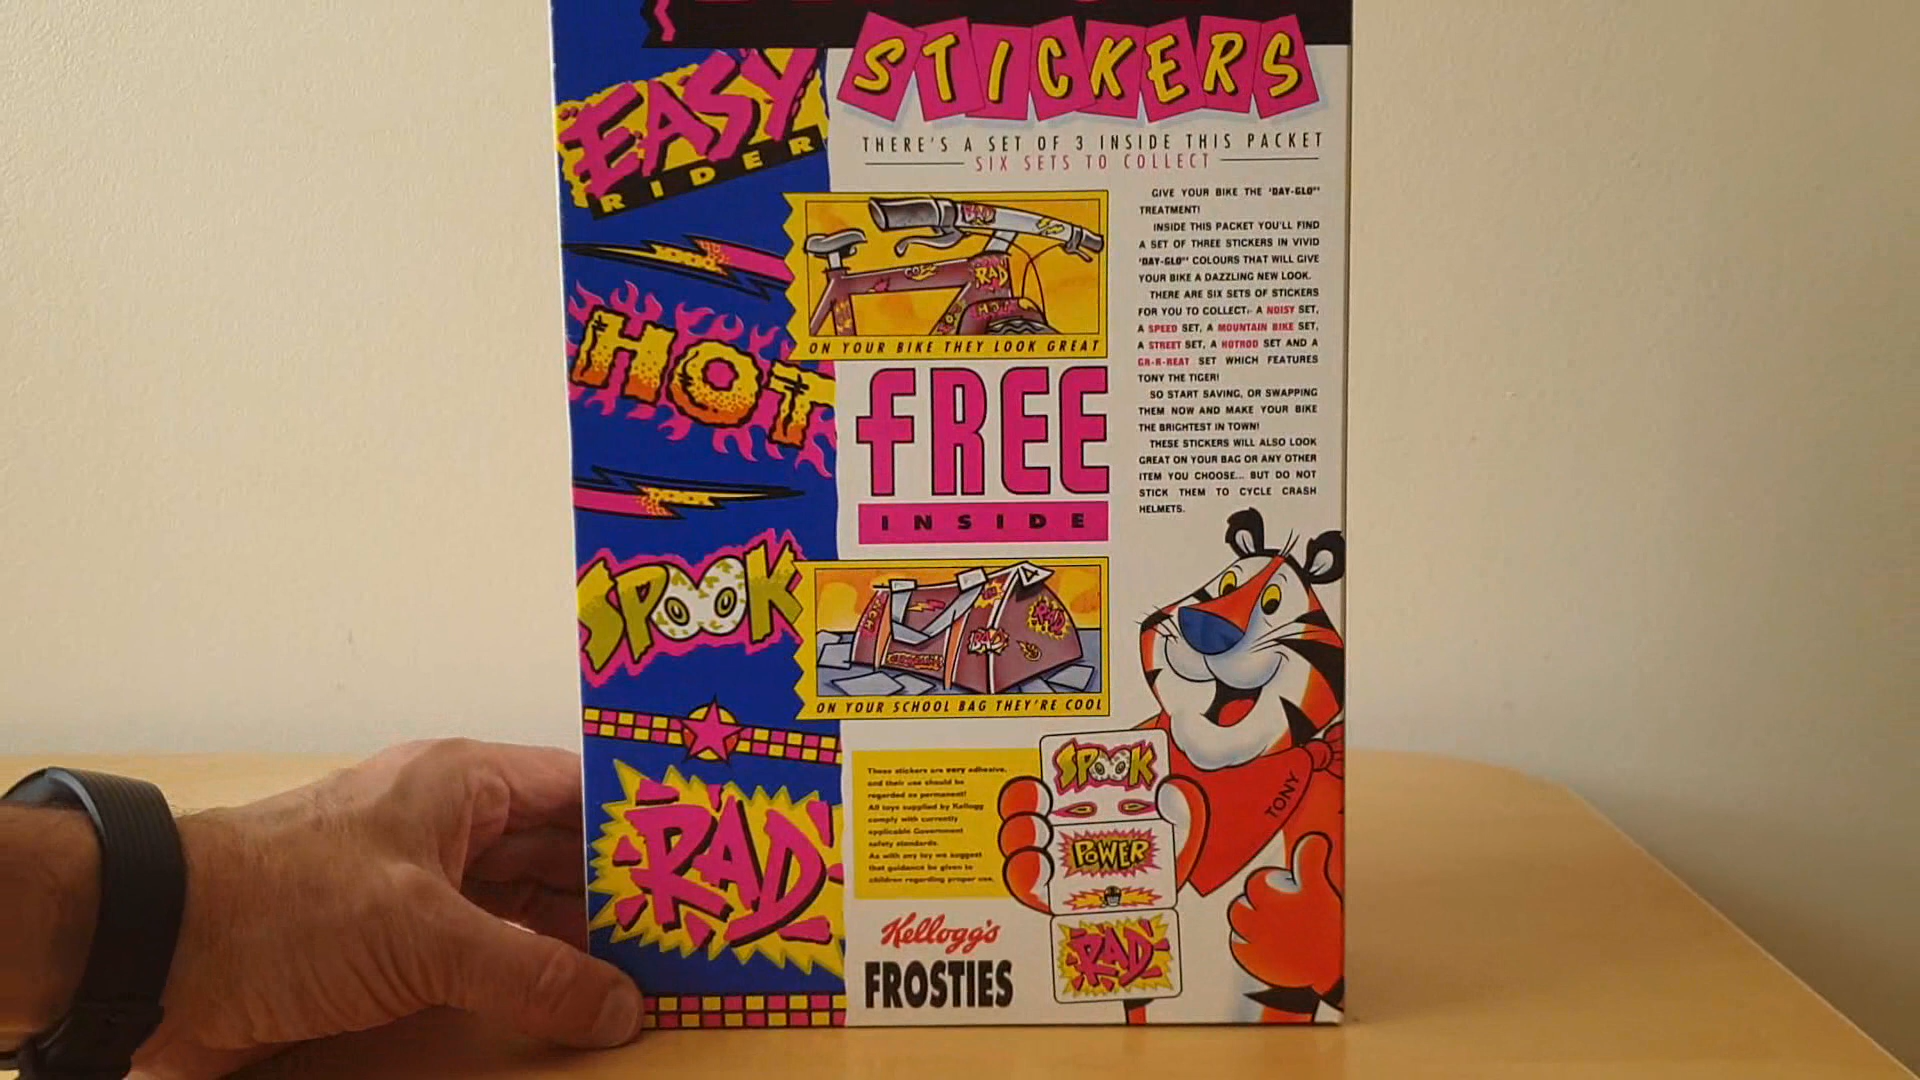 STICKERS
THERE'S A SET OF 3 INSIDE THIS PACKET
SIX SETS TO COLLECT
EASY
RIDER
HOT
SPOOK
RAD
RAD
RAD
HOT
ON YOUR BIKE THEY LOOK GREAT
FREE
INSIDE
RAD
RAD
ON YOUR SCHOOL BAG THEY'RE COOL
GIVE YOUR BIKE THE 'DAY-GLO'"
TREATMENT!
INSIDE THIS PACKET YOU'LL FIND
A SET OF THREE STICKERS IN VIVID
'DAY-GLO'" COLOURS THAT WILL GIVE
YOUR BIKE A DAZZLING NEW LOOK.
THERE ARE SIX SETS OF STICKERS
FOR YOU TO COLLECT:- A NOISY SET,
A SPEED SET, A MOUNTAIN BIKE SET,
A STREET SET, A HOTROD SET AND A
GR-R-REAT SET WHICH FEATURES
TONY THE TIGER!
SO START SAVING, OR SWAPPING
THEM NOW AND MAKE YOUR BIKE
THE BRIGHTEST IN TOWN!
THESE STICKERS WILL ALSO LOOK
GREAT ON YOUR BAG OR ANY OTHER
ITEM YOU CHOOSE... BUT DO NOT
STICK THEM TO CYCLE CRASH
HELMETS.
These stickers are very adhesive,
and their use should be
regarded as permanent!
All toys supplied by Kellogg
comply with currently
applicable Government
safety standards.
As with any toy we suggest
that guidance be given to
children regarding proper use.
SPOOK
POWER
RAD
TONY
Kellogg's
FROSTIES